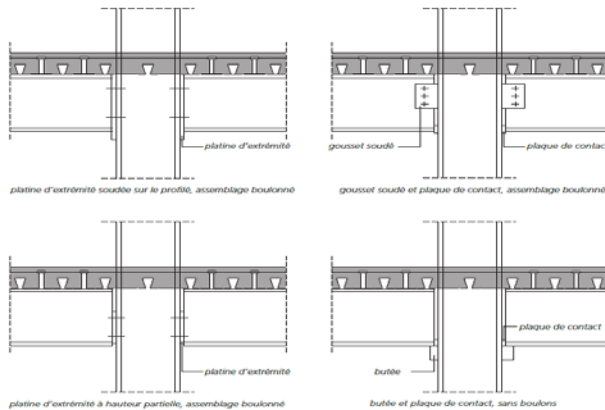 platine d'extrémité
platine d'extrémité soudée sur le profilé, assemblage boulonné
gousset soudé
plaque de contact
gousset soudé et plaque de contact, assemblage boulonné
platine d'extrémité
platine d'extrémité à hauteur partielle, assemblage boulonné
plaque de contact
butée
butée et plaque de contact, sans boulons